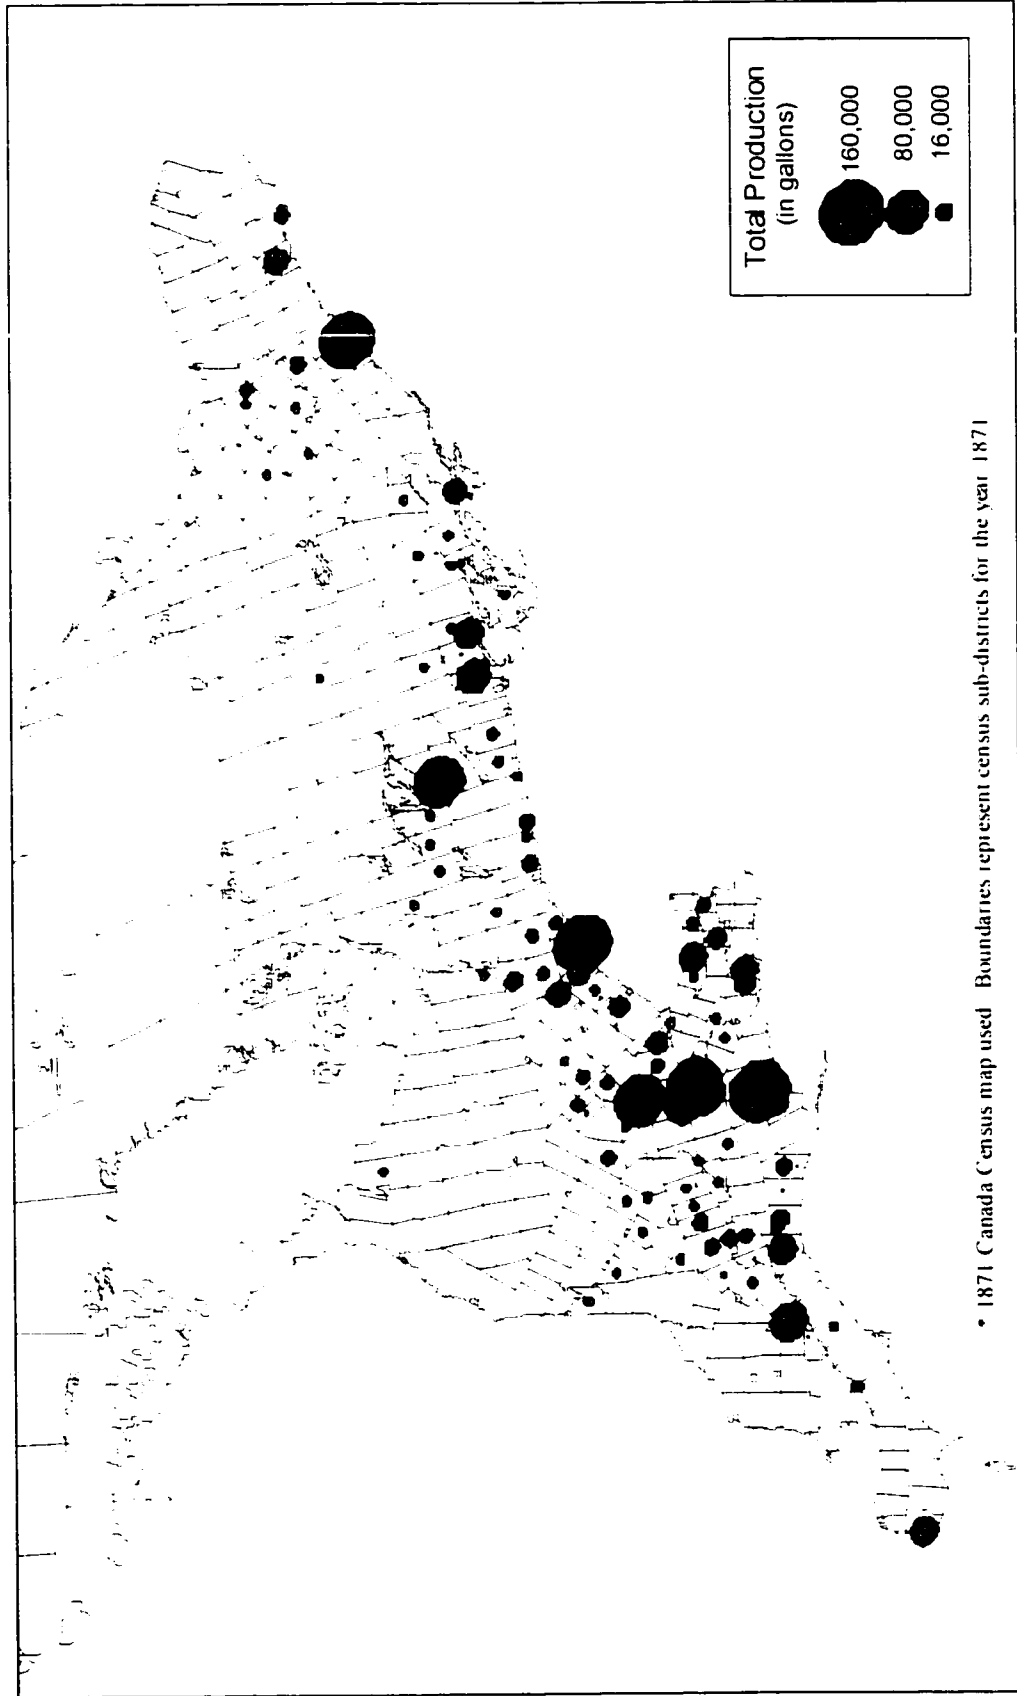 Total Production
(in gallons)
160,000
80,000
16,000
* 1871 Canada Census map used Boundaries represent census sub-districts for the year 1871